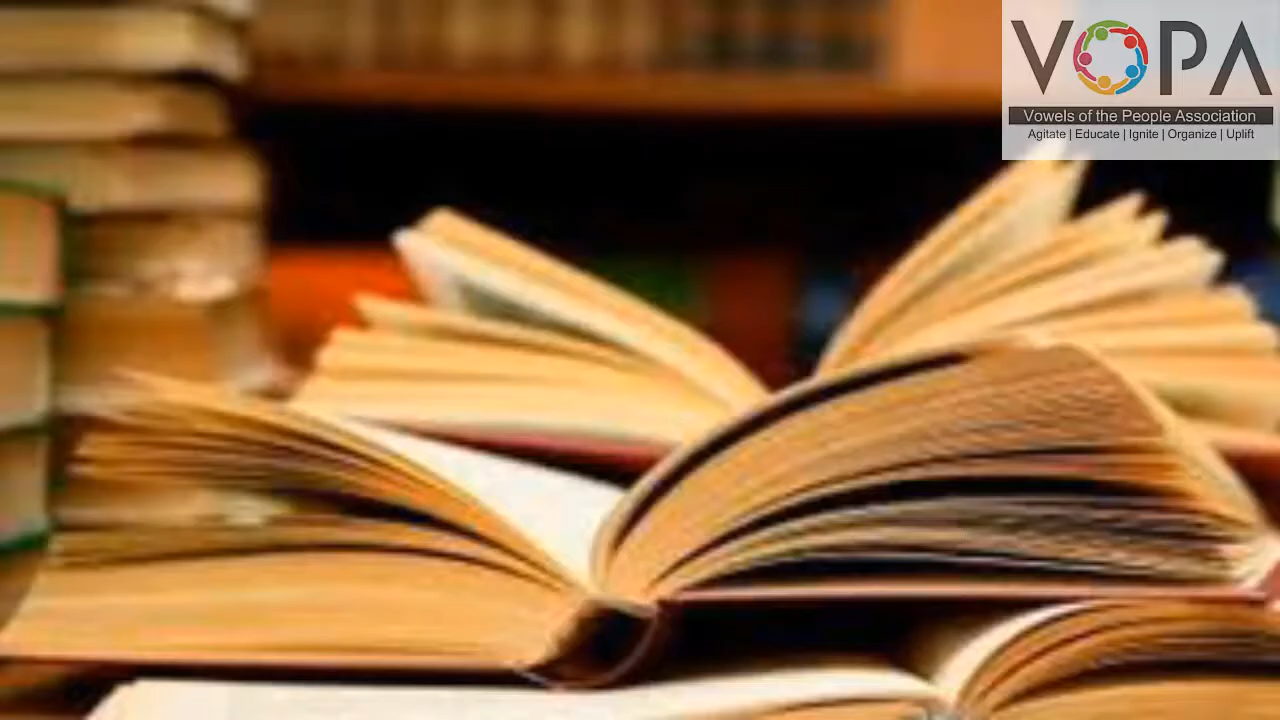 VOPA
Vowels of the People Association
Agitate | Educate | Ignite | Organize | Uplift